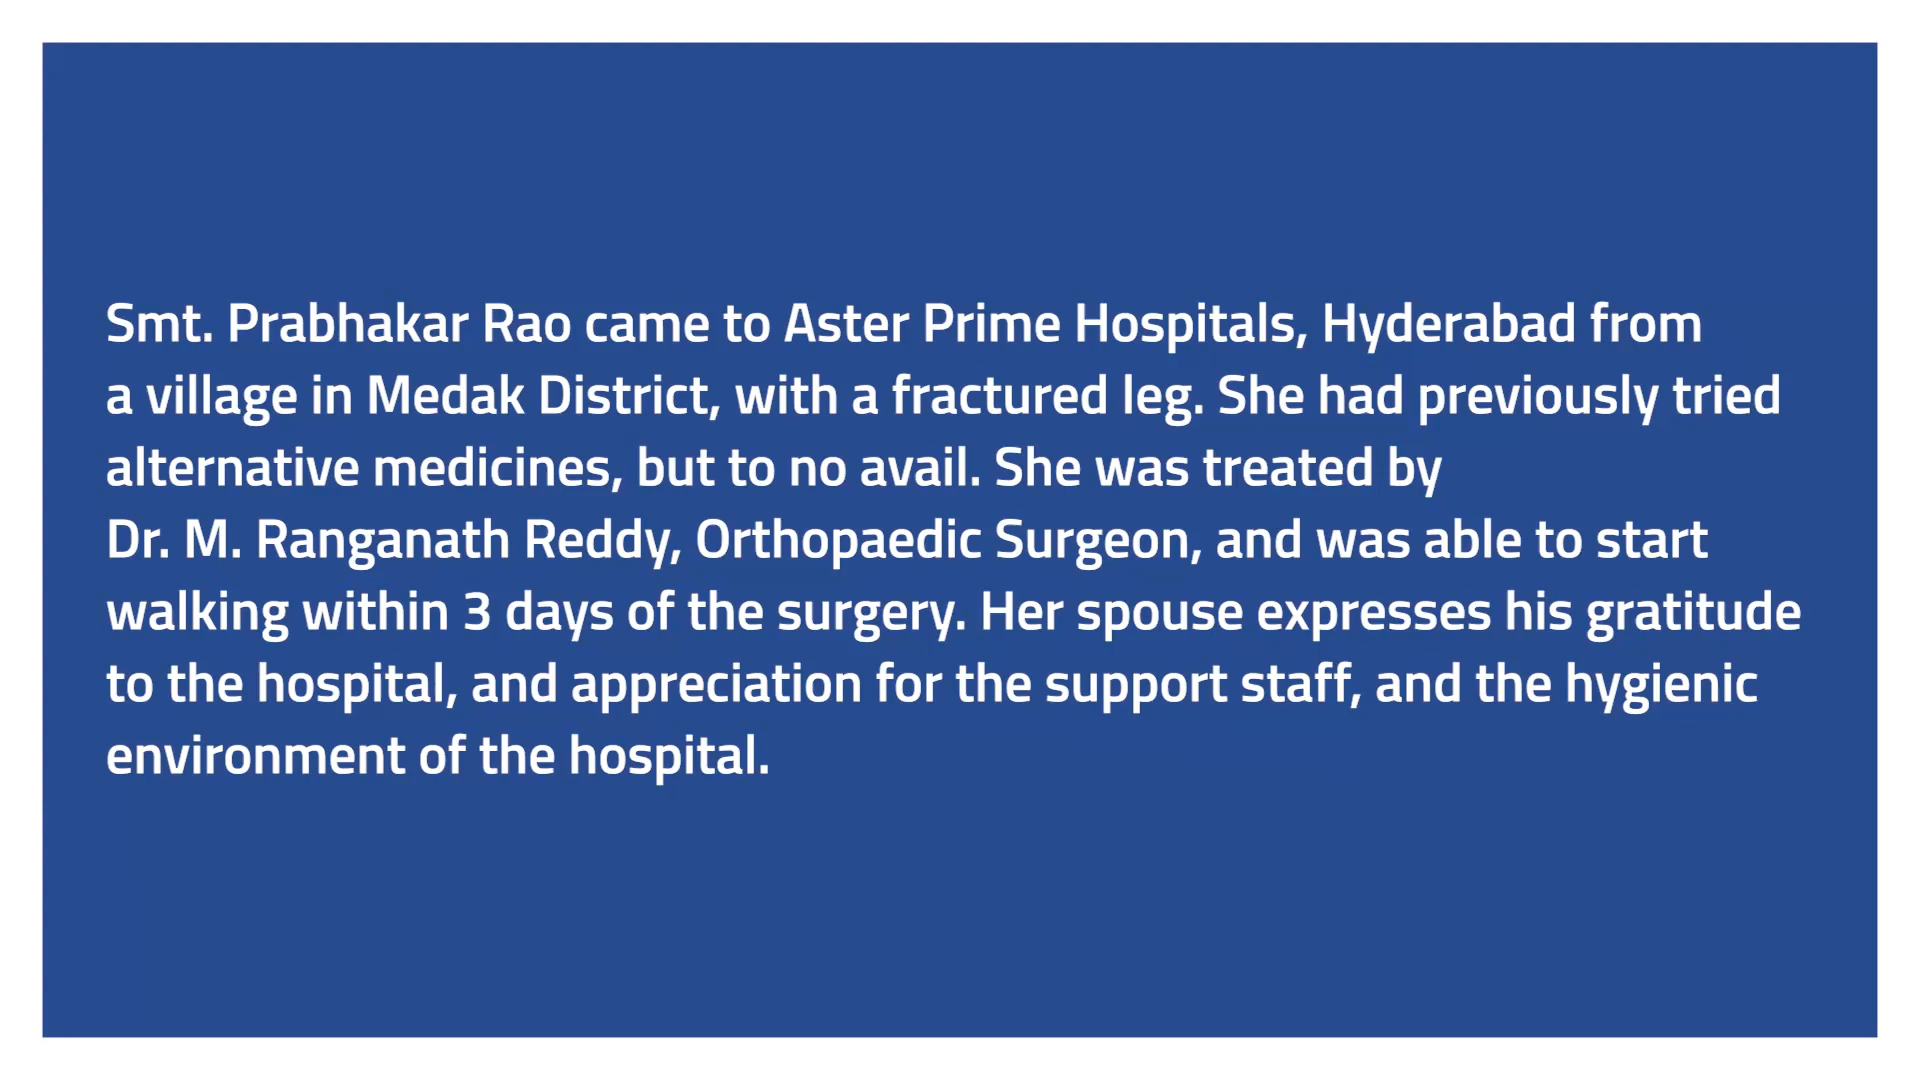 Smt. Prabhakar Rao came to Aster Prime Hospitals, Hyderabad from
a village in Medak District, with a fractured leg. She had previously tried
alternative medicines, but to no avail. She was treated by
Dr. M. Ranganath Reddy, Orthopaedic Surgeon, and was able to start
walking within 3 days of the surgery. Her spouse expresses his gratitude
to the hospital, and appreciation for the support staff, and the hygienic
environment of the hospital.